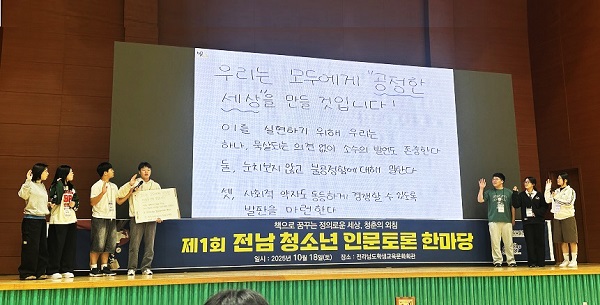 우리는 모두에게 "공정한
세상"을 만들 것입니다!
이를 실현하기 위해 우리는
하나, 묵살되는 의견 없이 소수의 발언도 존중한다
둘, 눈치보지 않고 불공정함에 대해 말한다
셋, 사회적 약자도 동등하게 경쟁할 수 있도록
발판을 마련한다
책으로 꿈꾸는 정의로운 세상, 청춘의 외침
제1회 전남 청소년 인문토론 한마당
일시 : 2025년 10월 18일(토) 장소 : 전라남도학생교육문화회관